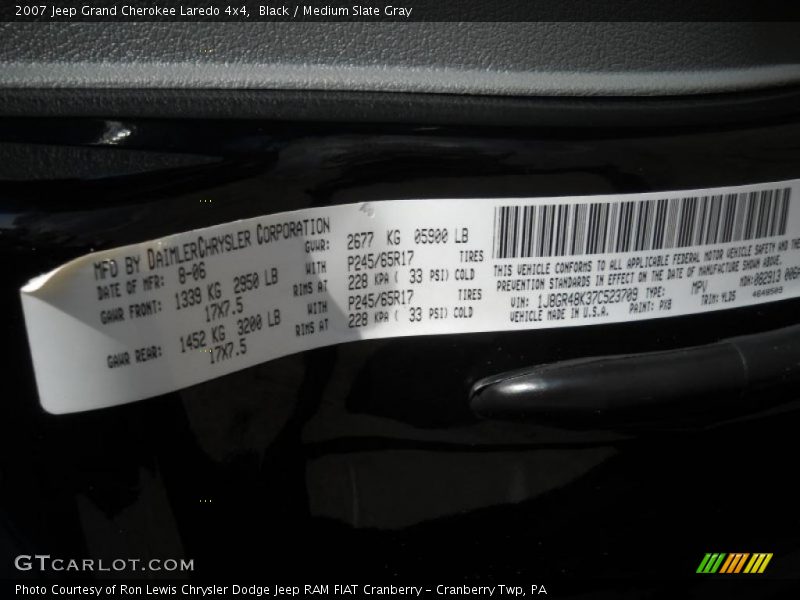 2007 Jeep Grand Cherokee Laredo 4x4, Black / Medium Slate Gray
MFD BY DAIMLERCHRYSLER CORPORATION
DATE OF MFR: 8-06 GVWR: 2677 KG 05900 LB
GAWR FRONT: 1339 KG 2950 LB WITH P245/65R17 TIRES
17X7.5 RIMS AT 228 KPA ( 33 PSI) COLD
GAWR REAR: 1452 KG 3200 LB WITH P245/65R17 TIRES
17X7.5 RIMS AT 228 KPA ( 33 PSI) COLD
THIS VEHICLE CONFORMS TO ALL APPLICABLE FEDERAL MOTOR VEHICLE SAFETY AND THE
PREVENTION STANDARDS IN EFFECT ON THE DATE OF MANUFACTURE SHOWN ABOVE.
VIN: 1J8GR48K37C523709 TYPE: MPV MDH: 082913
VEHICLE MADE IN U.S.A. PAINT: PX8 TRIM:
GTCARLOT.COM
Photo Courtesy of Ron Lewis Chrysler Dodge Jeep RAM FIAT Cranberry – Cranberry Twp, PA